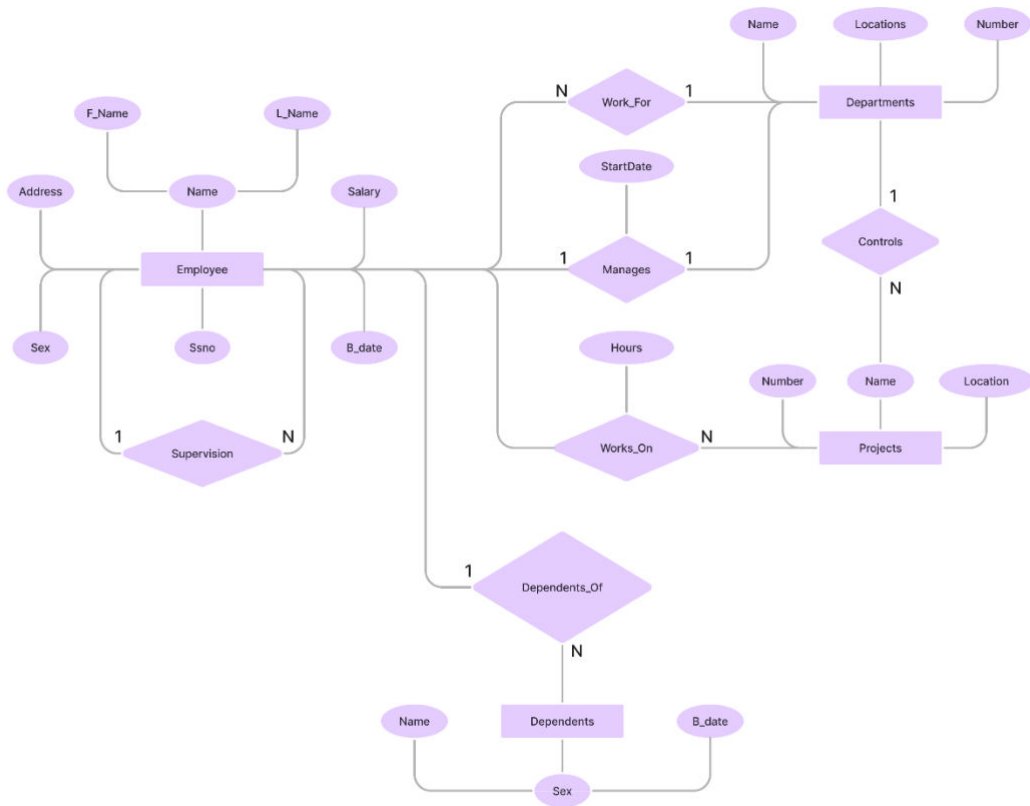 Name
Locations
Number
N
Work_For
1
Departments
F_Name
L_Name
StartDate
Address
Name
Salary
1
Employee
1
Manages
1
Controls
N
Sex
Ssno
B_date
Hours
Number
Name
Location
1
Supervision
N
Works_On
N
Projects
1
Dependents_Of
N
Name
Dependents
B_date
Sex